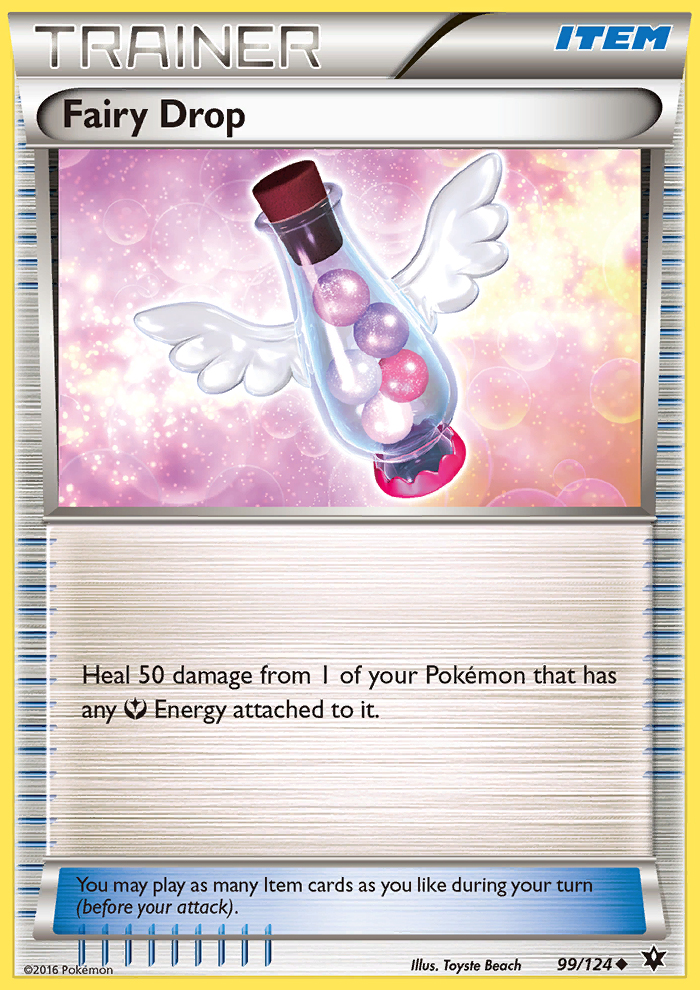 TRAINER
ITEM
Fairy Drop
Heal 50 damage from 1 of your Pokémon that has
any Energy attached to it.
You may play as many Item cards as you like during your turn
(before your attack).
©2016 Pokémon
Illus. Toyste Beach
99/124